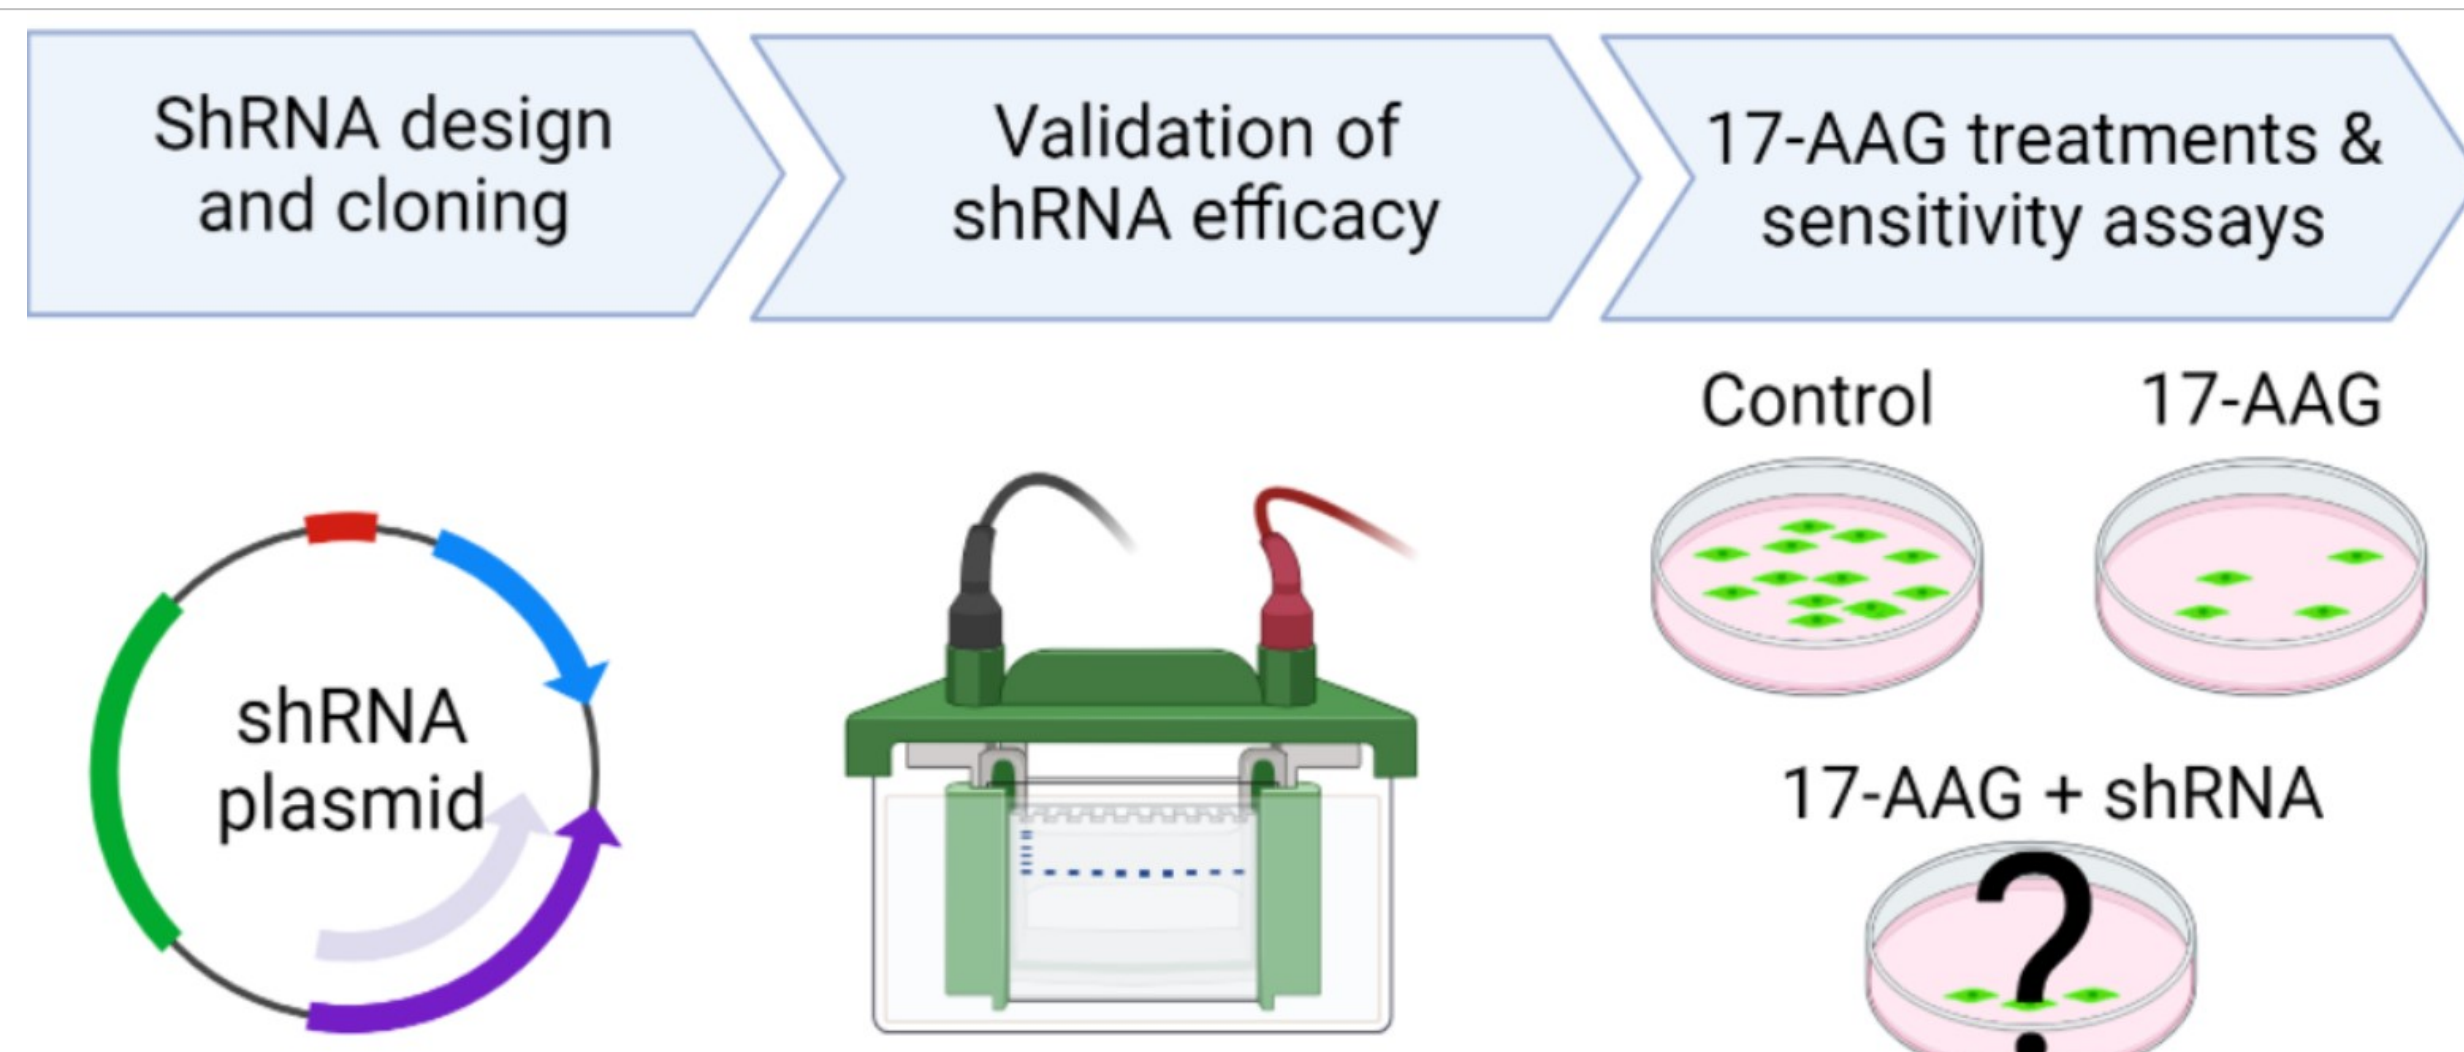 ShRNA design
and cloning
Validation of
shRNA efficacy
17-AAG treatments &
sensitivity assays
shRNA
plasmid
Control
17-AAG
17-AAG + shRNA
?